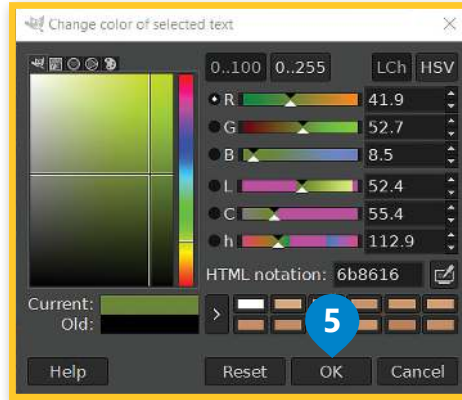 Change color of selected text
0..100 0..255 LCh HSV
R 41.9
G 52.7
B 8.5
L 52.4
C 55.4
h 112.9
HTML notation: 6b8616
Current:
Old:
5
Help Reset OK Cancel